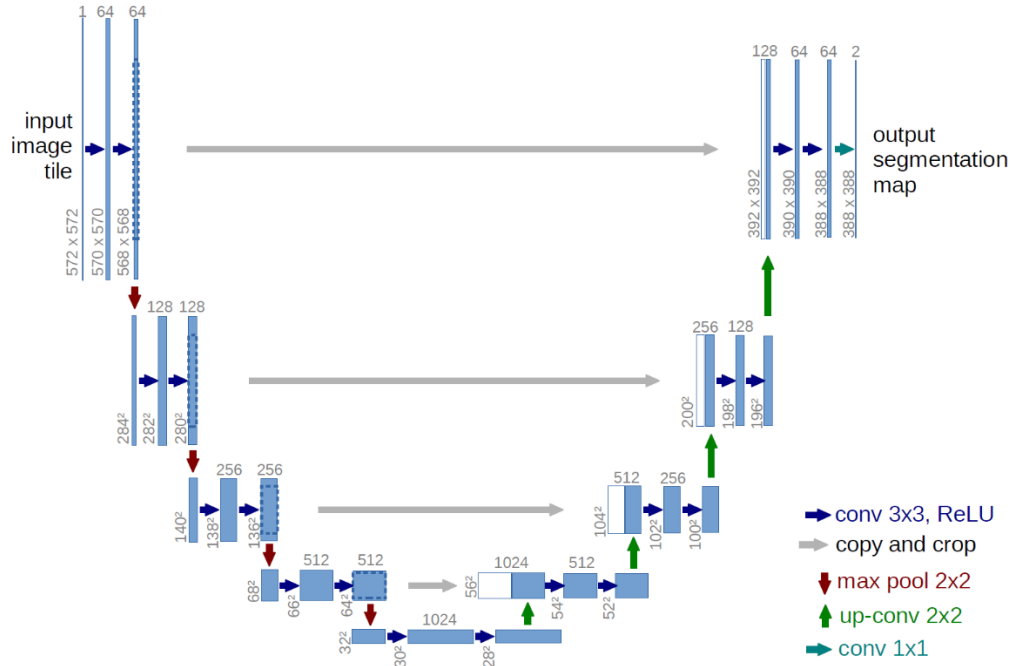 1 64 64
128
64 64 2
input
image
tile
output
segmentation
map
572 x 572
570 x 570
568 x 568
392 x 392
390 x 390
388 x 388
388 x 388
128 128
256 128
284²
282²
280²
200²
198²
196²
256 256
512 256
140²
138²
136²
104²
102²
100²
512 512
1024 512
68²
66²
64²
56²
54²
52²
1024
32²
30²
28²
conv 3x3, ReLU
copy and crop
max pool 2x2
up-conv 2x2
conv 1x1